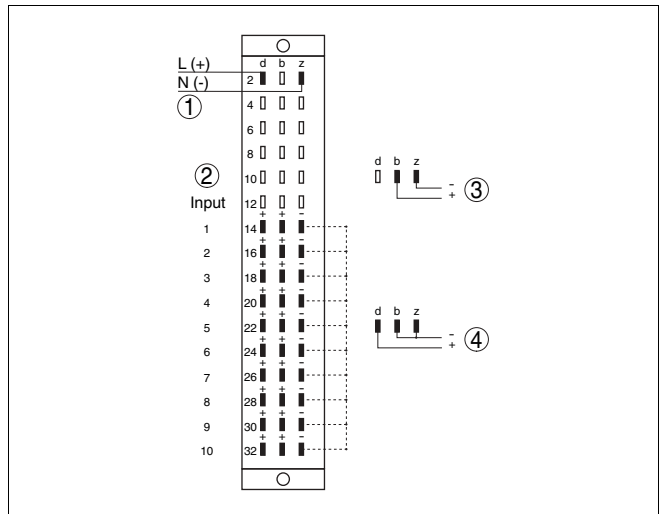 d b z
L (+)
2
N (-)
①
4
6
8
d b z
② 10
-
+ ③
Input 12
+ + -
1 14
+ + -
2 16
+ + -
3 18
+ + -
4 20
+ + -
5 22
d b z
-
+ ④
+ + -
6 24
+ + -
7 26
+ + -
8 28
+ + -
9 30
+ + -
10 32